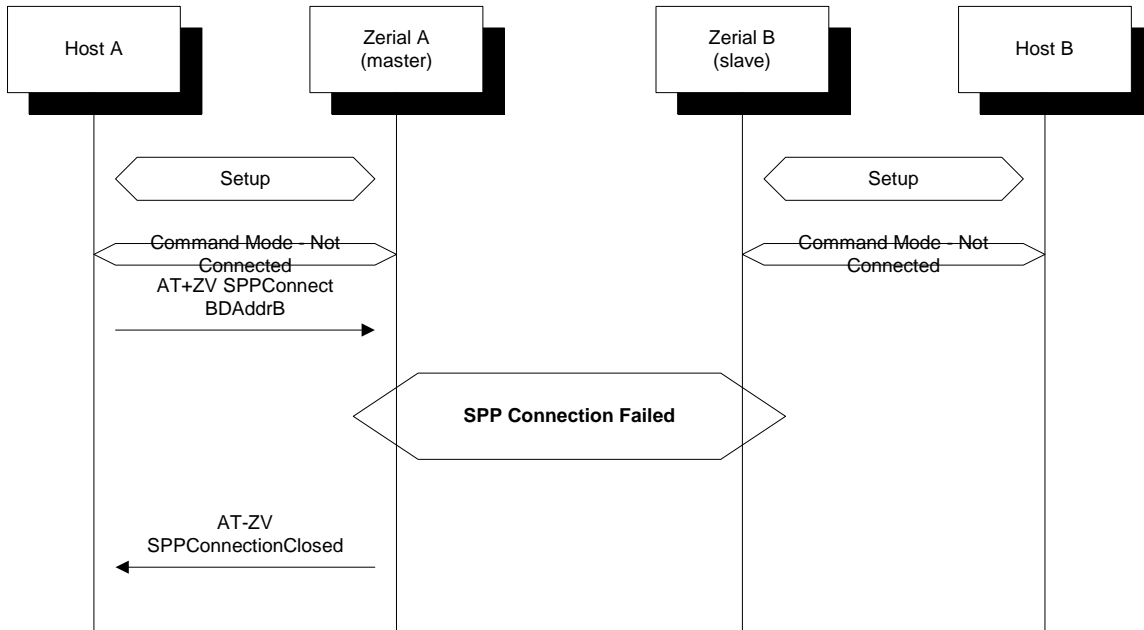 Host A
Zerial A
(master)
Zerial B
(slave)
Host B
Setup
Setup
Command Mode - Not
Connected
Command Mode - Not
Connected
AT+ZV SPPConnect
BDAddrB
SPP Connection Failed
AT-ZV
SPPConnectionClosed